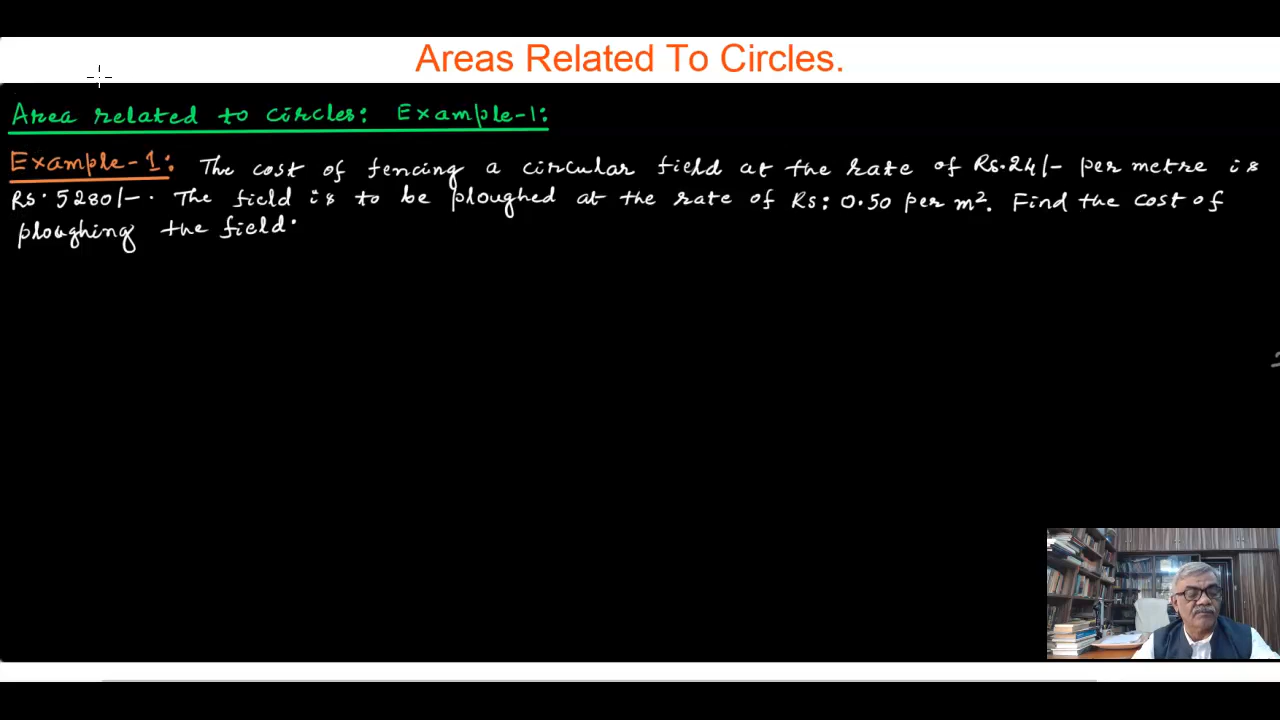 Areas Related To Circles.
Area related to circles: Example-1:
Example-1: The cost of fencing a circular field at the rate of Rs.24/- per metre is
Rs. 5280/-. The field is to be ploughed at the rate of Rs: 0.50 per m². Find the cost of
ploughing the field.